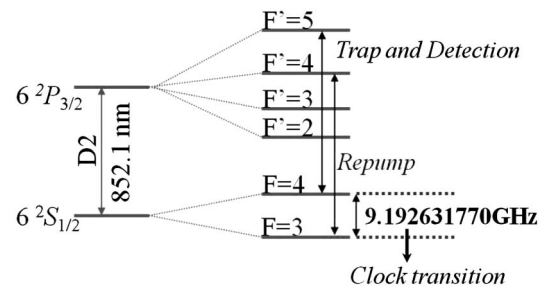 F'=5
Trap and Detection
F'=4
6 ²P₃/₂
F'=3
F'=2
D2
852.1 nm
Repump
F=4
6 ²S₁/₂
9.192631770GHz
F=3
Clock transition